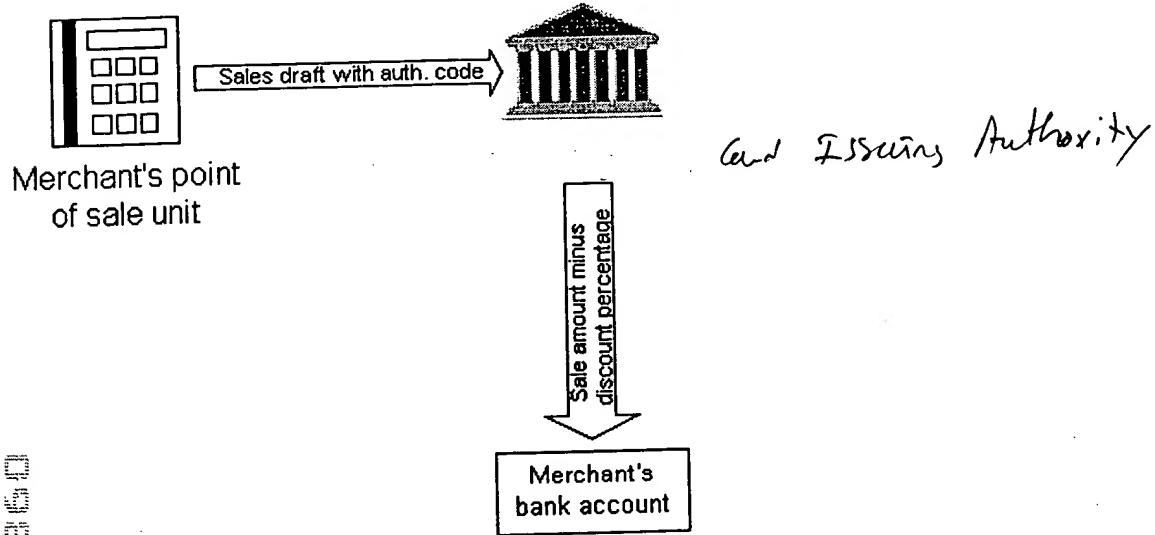 Sales draft with auth. code
Merchant's point
of sale unit
Issuing Authority
Sale amount minus
discount percentage
Merchant's
bank account